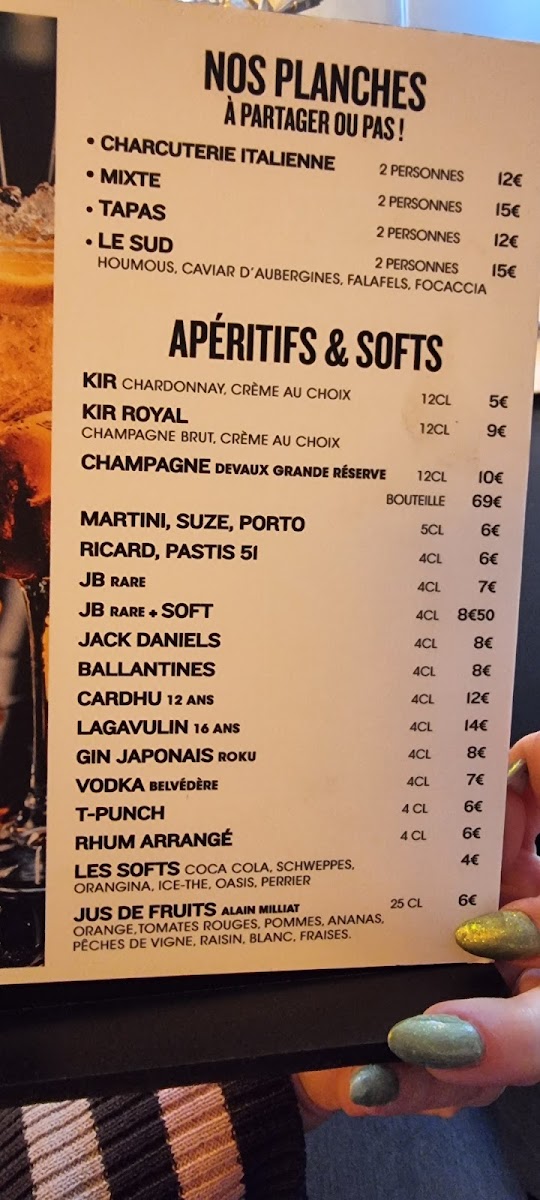 NOS PLANCHES
À PARTAGER OU PAS !
• CHARCUTERIE ITALIENNE 2 PERSONNES 12€
• MIXTE 2 PERSONNES 15€
• TAPAS 2 PERSONNES 12€
• LE SUD 2 PERSONNES 15€
HOUMOUS, CAVIAR D'AUBERGINES, FALAFELS, FOCACCIA
APÉRITIFS & SOFTS
KIR CHARDONNAY, CRÈME AU CHOIX 12CL 5€
KIR ROYAL 12CL 9€
CHAMPAGNE BRUT, CRÈME AU CHOIX
CHAMPAGNE DEVAUX GRANDE RÉSERVE 12CL 10€
BOUTEILLE 69€
MARTINI, SUZE, PORTO 5CL 6€
RICARD, PASTIS 51 4CL 6€
JB RARE 4CL 7€
JB RARE + SOFT 4CL 8€50
JACK DANIELS 4CL 8€
BALLANTINES 4CL 8€
CARDHU 12 ANS 4CL 12€
LAGAVULIN 16 ANS 4CL 14€
GIN JAPONAIS ROKU 4CL 8€
VODKA BELVÉDÈRE 4CL 7€
T-PUNCH 4 CL 6€
RHUM ARRANGÉ 4 CL 6€
LES SOFTS COCA COLA, SCHWEPPES, 4€
ORANGINA, ICE-THE, OASIS, PERRIER
JUS DE FRUITS ALAIN MILLIAT 25 CL 6€
ORANGE,TOMATES ROUGES, POMMES, ANANAS,
PÊCHES DE VIGNE, RAISIN, BLANC, FRAISES.